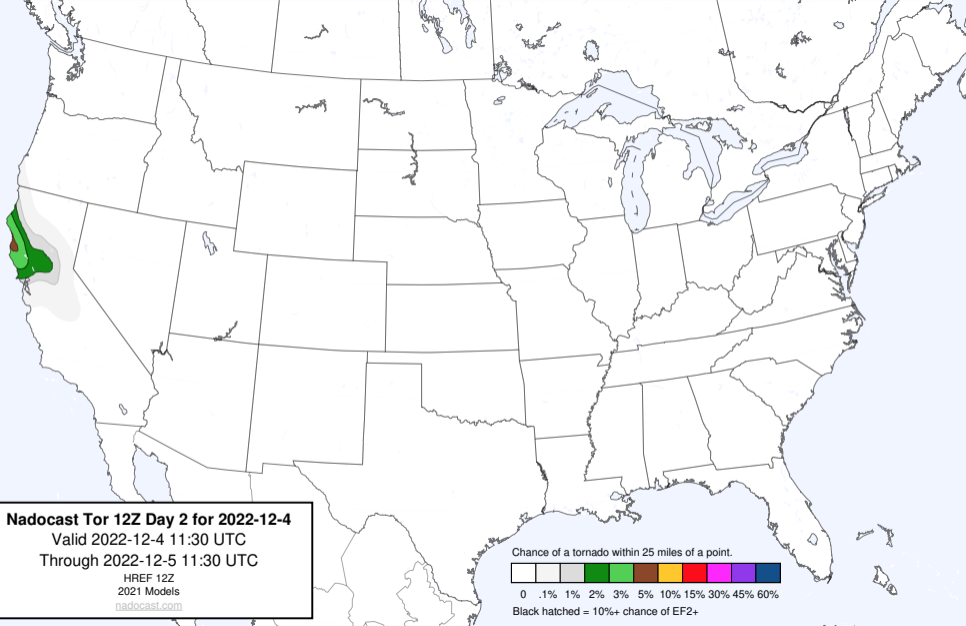 Nadocast Tor 12Z Day 2 for 2022-12-4
Valid 2022-12-4 11:30 UTC
Through 2022-12-5 11:30 UTC
HREF 12Z
2021 Models
nadocast.com
Chance of a tornado within 25 miles of a point.
0 .1% 1% 2% 3% 5% 10% 15% 30% 45% 60%
Black hatched = 10%+ chance of EF2+